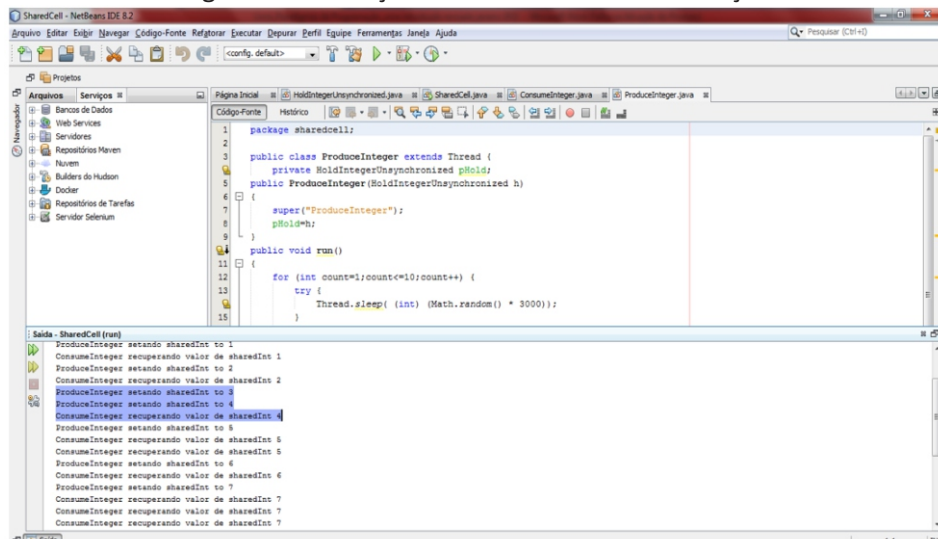 SharedCell - NetBeans IDE 8.2
Arquivo Editar Exibir Navegar Código-Fonte Refatorar Executar Depurar Perfil Equipe Ferramentas Janela Ajuda
Pesquisar (Ctrl+I)
<config. default>
Projetos
Arquivos Serviços
Página Inicial HoldIntegerUnsynchronized.java SharedCell.java ConsumeInteger.java ProduceInteger.java
Código-Fonte Histórico
Bancos de Dados
Web Services
Servidores
Repositórios Maven
Nuvem
Builders do Hudson
Docker
Repositórios de Tarefas
Servidor Selenium
Navegador
1 package sharedcell;
2
3 public class ProduceInteger extends Thread {
private HoldIntegerUnsynchronized pHold;
5 public ProduceInteger(HoldIntegerUnsynchronized h)
6 {
7 super("ProduceInteger");
8 pHold=h;
9 }
public void run()
11 {
12 for (int count=1;count<=10;count++) {
13 try {
Thread.sleep( (int) (Math.random() * 3000));
15 }
Saída - SharedCell (run)
ProduceInteger setando sharedInt to 1
ConsumeInteger recuperando valor de sharedInt 1
ProduceInteger setando sharedInt to 2
ConsumeInteger recuperando valor de sharedInt 2
ProduceInteger setando sharedInt to 3
ProduceInteger setando sharedInt to 4
ConsumeInteger recuperando valor de sharedInt 4
ProduceInteger setando sharedInt to 5
ConsumeInteger recuperando valor de sharedInt 5
ConsumeInteger recuperando valor de sharedInt 5
ProduceInteger setando sharedInt to 6
ConsumeInteger recuperando valor de sharedInt 6
ProduceInteger setando sharedInt to 7
ConsumeInteger recuperando valor de sharedInt 7
ConsumeInteger recuperando valor de sharedInt 7
ConsumeInteger recuperando valor de sharedInt 7